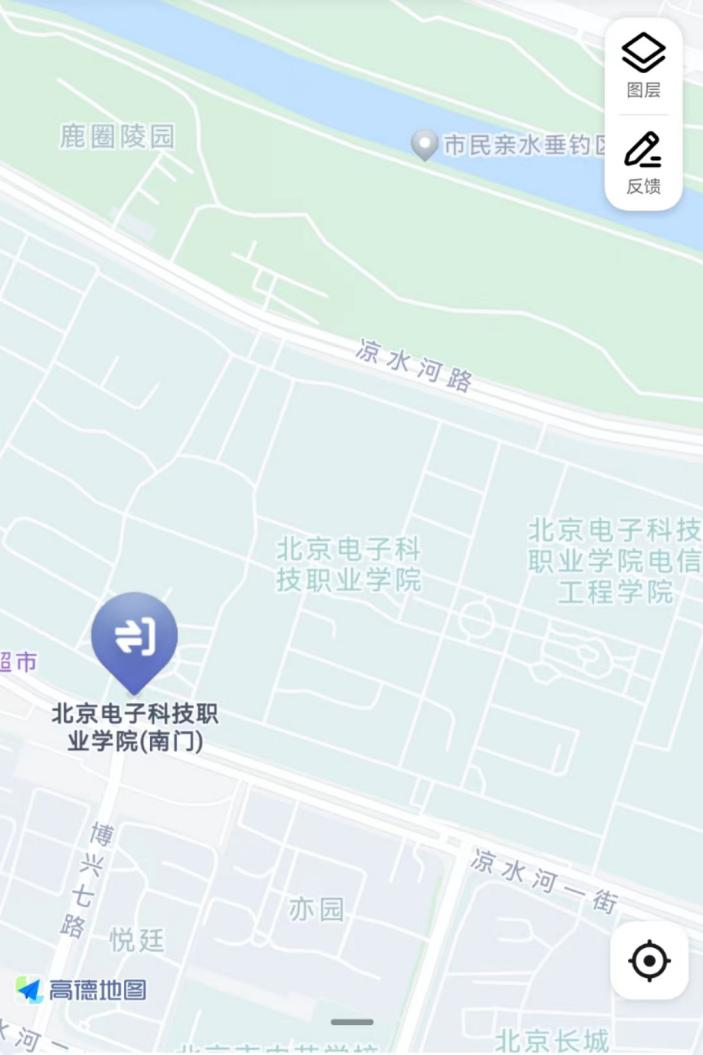 图层
反馈
鹿圈陵园
市民亲水垂钓区
凉水河路
北京电子科
技职业学院
北京电子科技
职业学院电信
工程学院
超市
北京电子科技职
业学院(南门)
博兴七路
凉水河一街
亦园
悦廷
高德地图
水河二
北京长城